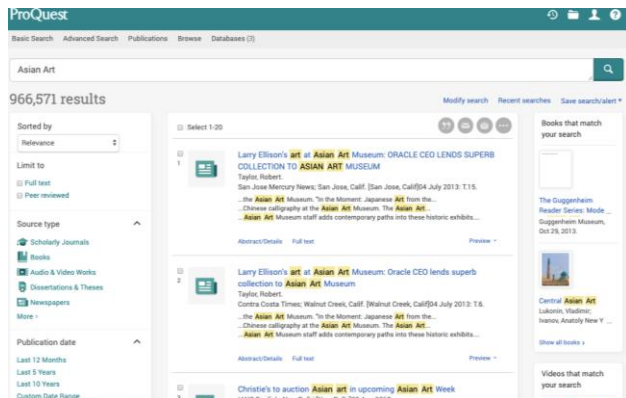 ProQuest
Basic Search Advanced Search Publications Browse Databases (3)
Asian Art
966,571 results
Modify search Recent searches Save search/alert
Sorted by
Relevance
Limit to
Full text
Peer reviewed
Source type
Scholarly Journals
Books
Audio & Video Works
Dissertations & Theses
Newspapers
More ›
Publication date
Last 12 Months
Last 5 Years
Last 10 Years
Custom Date Range
Select 1-20
1
Larry Ellison's art at Asian Art Museum: ORACLE CEO LENDS SUPERB
COLLECTION TO ASIAN ART MUSEUM
Taylor, Robert.
San Jose Mercury News; San Jose, Calif. [San Jose, Calif]04 July 2013: T.15.
...the Asian Art Museum. "In the Moment: Japanese Art from the...
...Chinese calligraphy at the Asian Art Museum. The Asian Art...
...Asian Art Museum staff adds contemporary paths into these historic exhibits....
Abstract/Details Full text Preview
2
Larry Ellison's art at Asian Art Museum: Oracle CEO lends superb
collection to Asian Art Museum
Taylor, Robert.
Contra Costa Times; Walnut Creek, Calif. [Walnut Creek, Calif]04 July 2013: T.6.
...the Asian Art Museum. "In the Moment: Japanese Art from the...
...Chinese calligraphy at the Asian Art Museum. The Asian Art...
...Asian Art Museum staff adds contemporary paths into these historic exhibits....
Abstract/Details Full text Preview
Christie's to auction Asian art in upcoming Asian Art Week
Books that match
your search
The Guggenheim
Reader Series: Mode ...
Guggenheim Museum,
Oct 29, 2013.
Central Asian Art
Lukonin, Vladimir;
Ivanov, Anatoly New Y ...
Show all books ›
Videos that match
your search